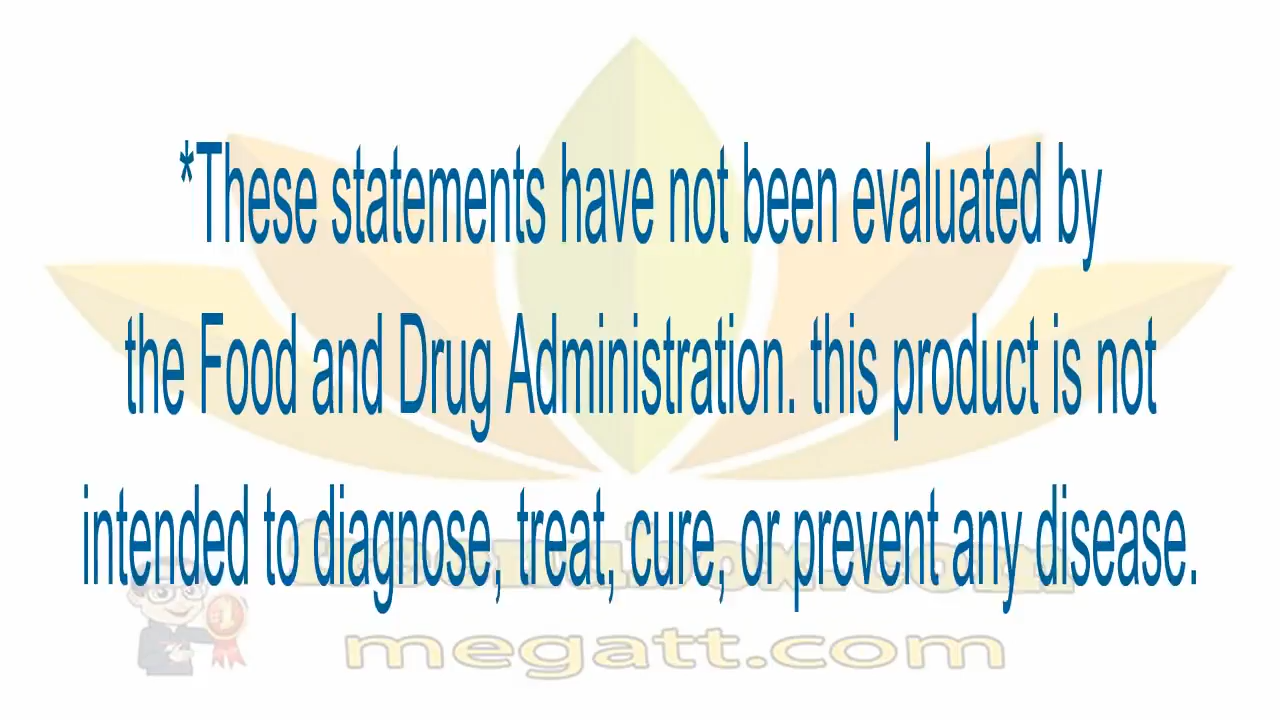 *These statements have not been evaluated by
the Food and Drug Administration. this product is not
intended to diagnose, treat, cure, or prevent any disease.
megatt.com